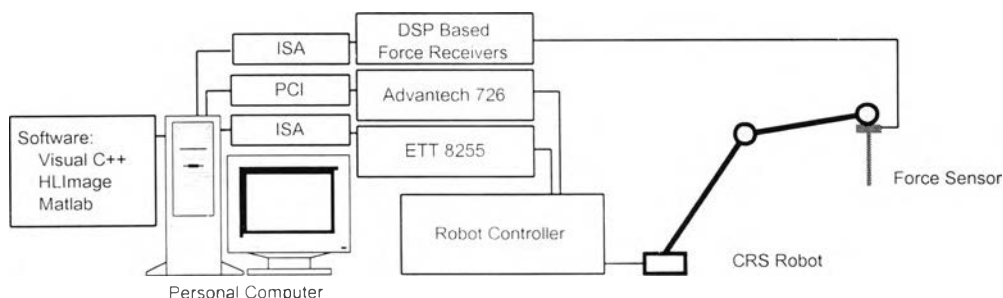 ISA
DSP Based
Force Receivers
PCI
Advantech 726
ISA
ETT 8255
Software:
Visual C++
HLImage
Matlab
Robot Controller
Force Sensor
CRS Robot
Personal Computer